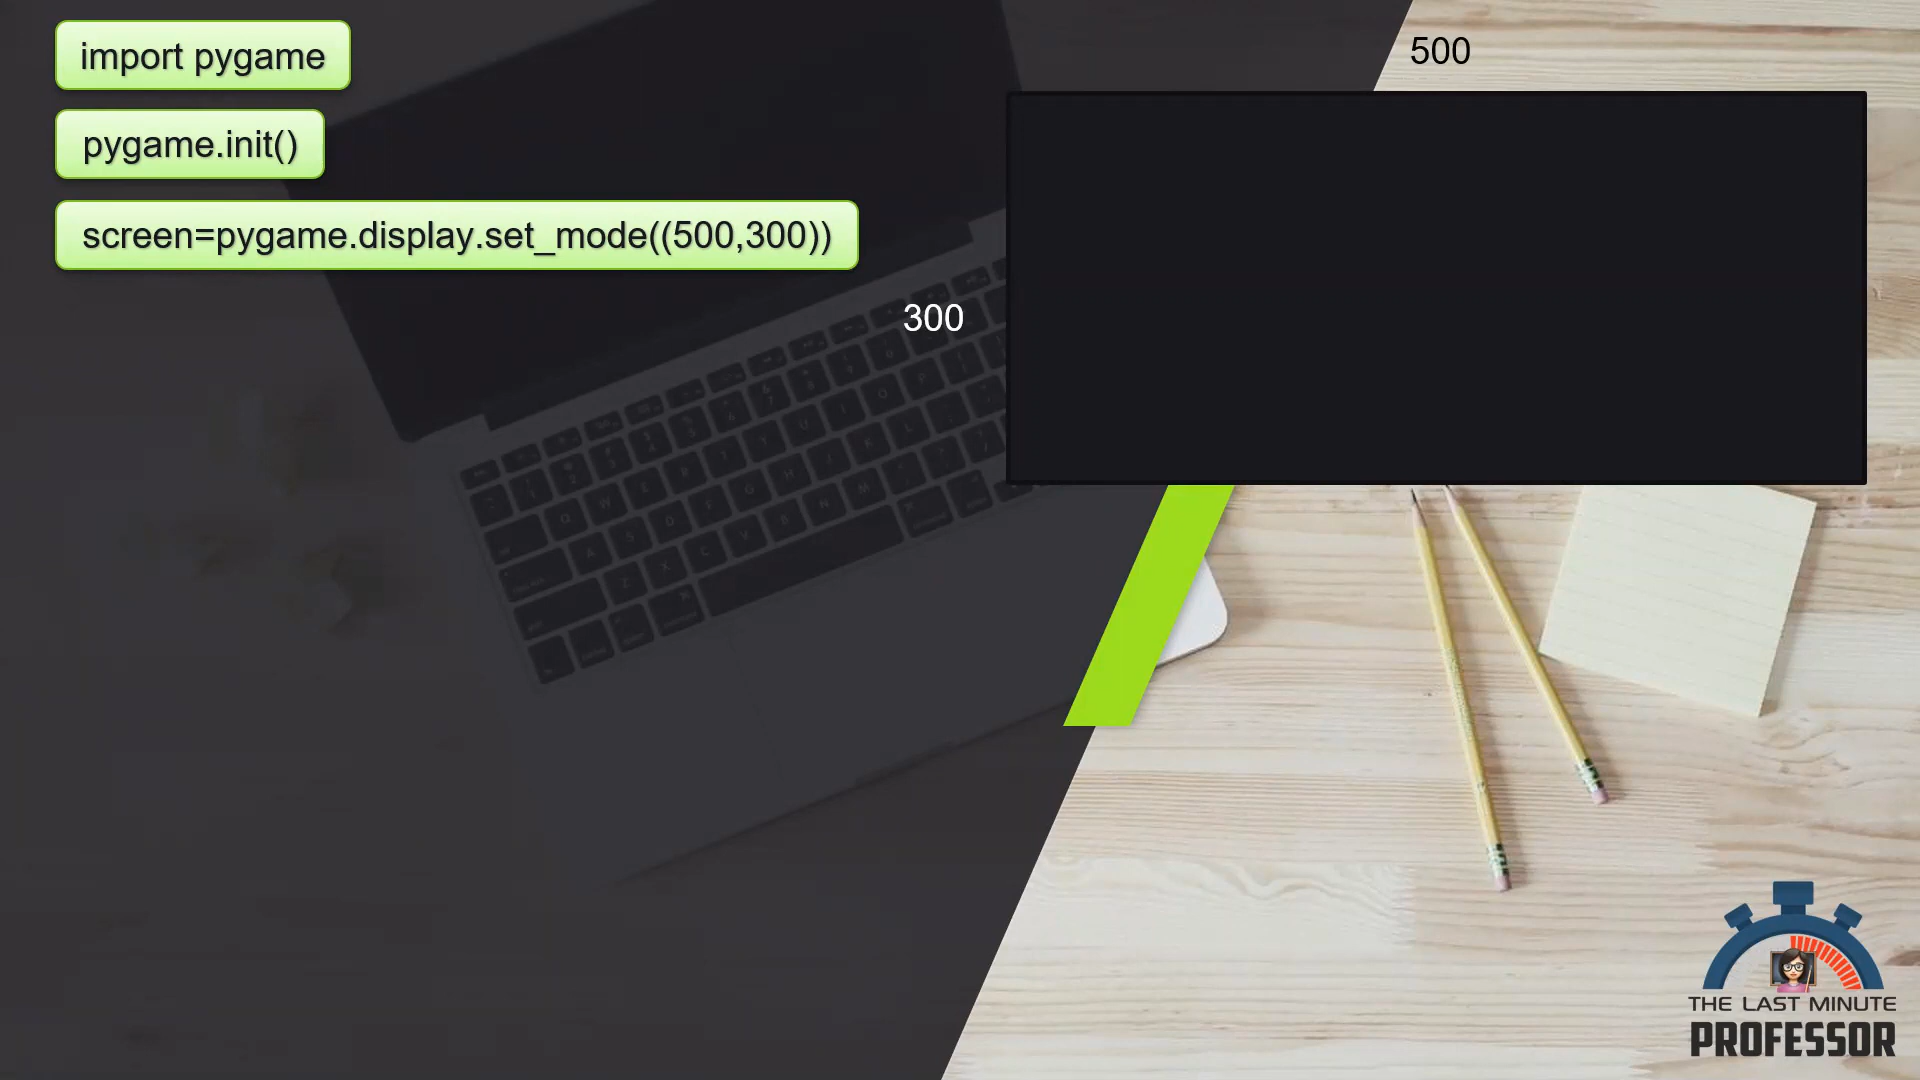 import pygame
500
pygame.init()
screen=pygame.display.set_mode((500,300))
300
THE LAST MINUTE
PROFESSOR